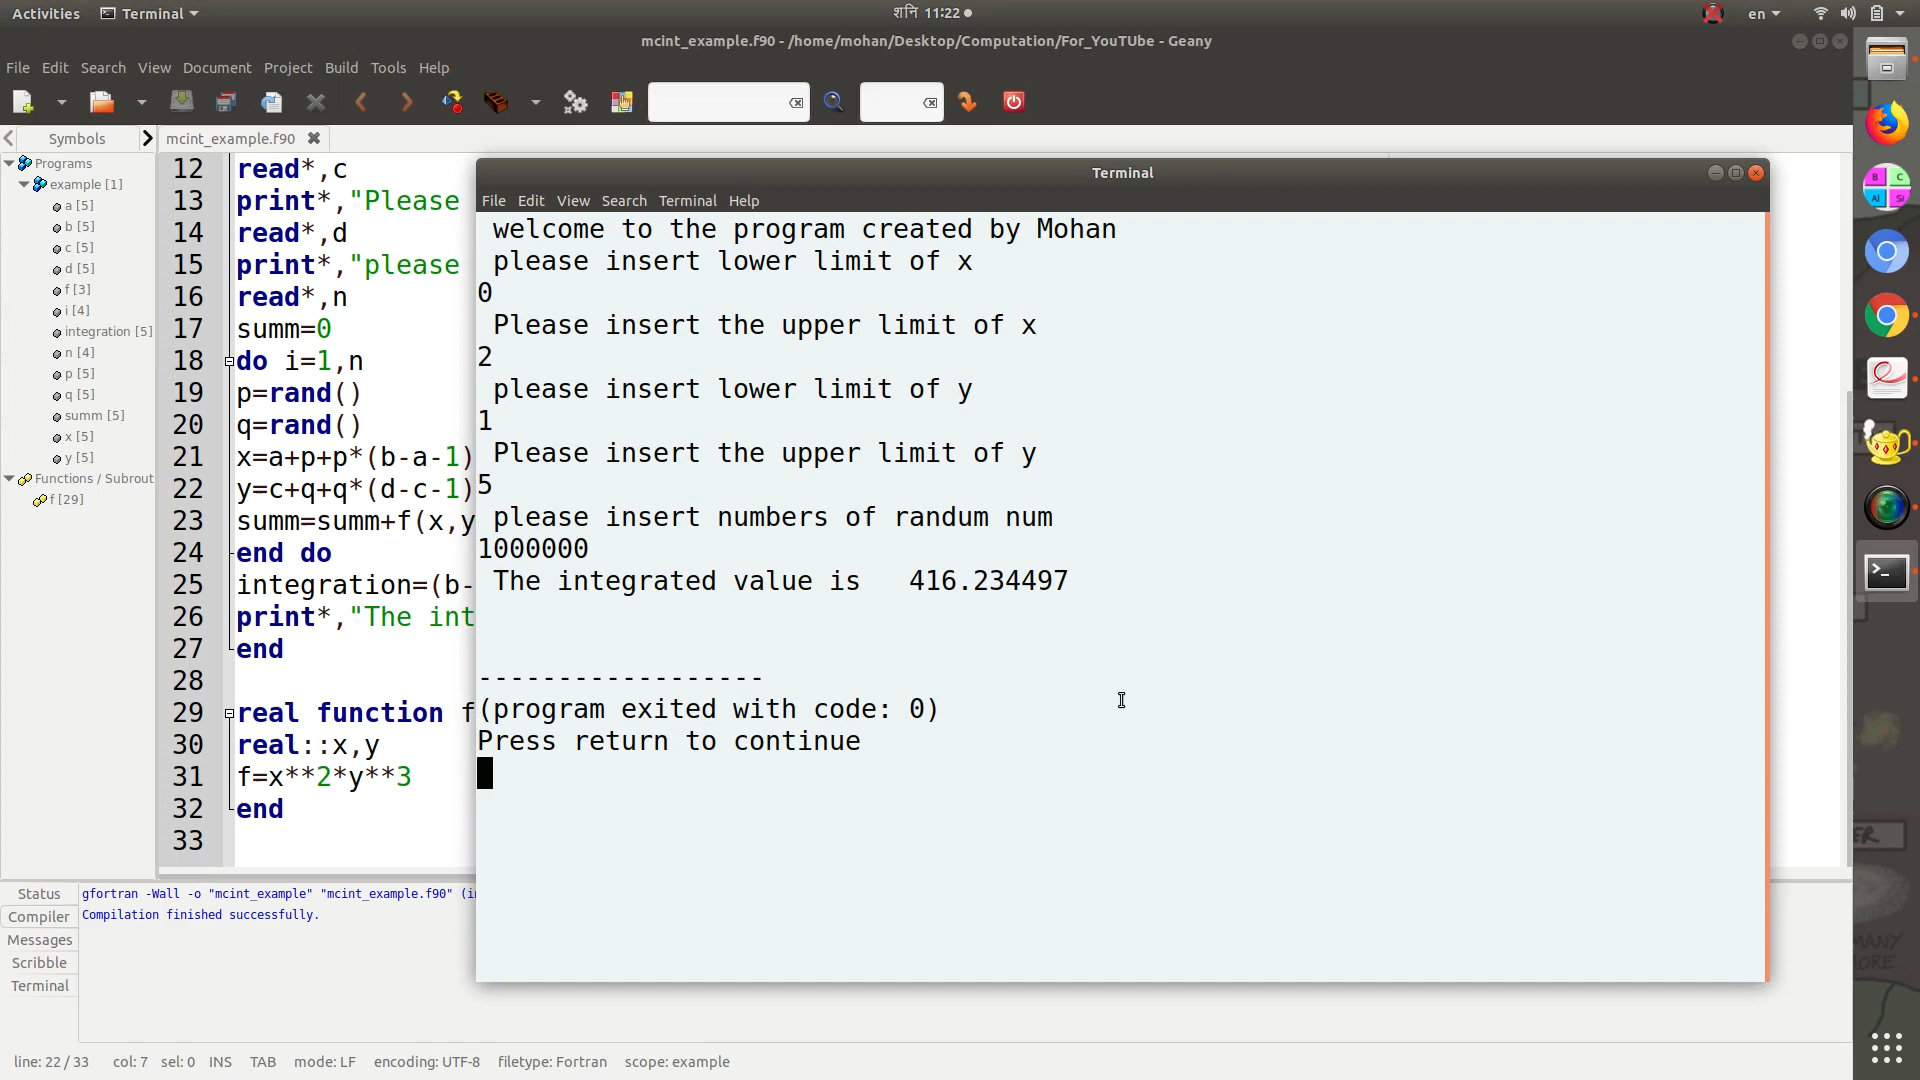 Activities Terminal शनि 11:22 en
mcint_example.f90 - /home/mohan/Desktop/Computation/For_YouTUbe - Geany
File Edit Search View Document Project Build Tools Help
Symbols mcint_example.f90
Programs
example [1]
a [5]
b [5]
c [5]
d [5]
f [3]
i [4]
integration [5]
n [4]
p [5]
q [5]
summ [5]
x [5]
y [5]
Functions / Subrout
f [29]
12 read*,c
13 print*,"Please
14 read*,d
15 print*,"please
16 read*,n
17 summ=0
18 do i=1,n
19 p=rand()
20 q=rand()
21 x=a+p+p*(b-a-1)
22 y=c+q+q*(d-c-1)
23 summ=summ+f(x,y
24 end do
25 integration=(b-
26 print*,"The int
27 end
28
29 real function f
30 real::x,y
31 f=x**2*y**3
32 end
33
Terminal
File Edit View Search Terminal Help
welcome to the program created by Mohan
please insert lower limit of x
0
Please insert the upper limit of x
2
please insert lower limit of y
1
Please insert the upper limit of y
5
please insert numbers of randum num
1000000
The integrated value is 416.234497
------------------
(program exited with code: 0)
Press return to continue
Status
Compiler
Messages
Scribble
Terminal
gfortran -Wall -o "mcint_example" "mcint_example.f90" (i
Compilation finished successfully.
line: 22 / 33 col: 7 sel: 0 INS TAB mode: LF encoding: UTF-8 filetype: Fortran scope: example
B C
Al Si
ER
MANY
MORE